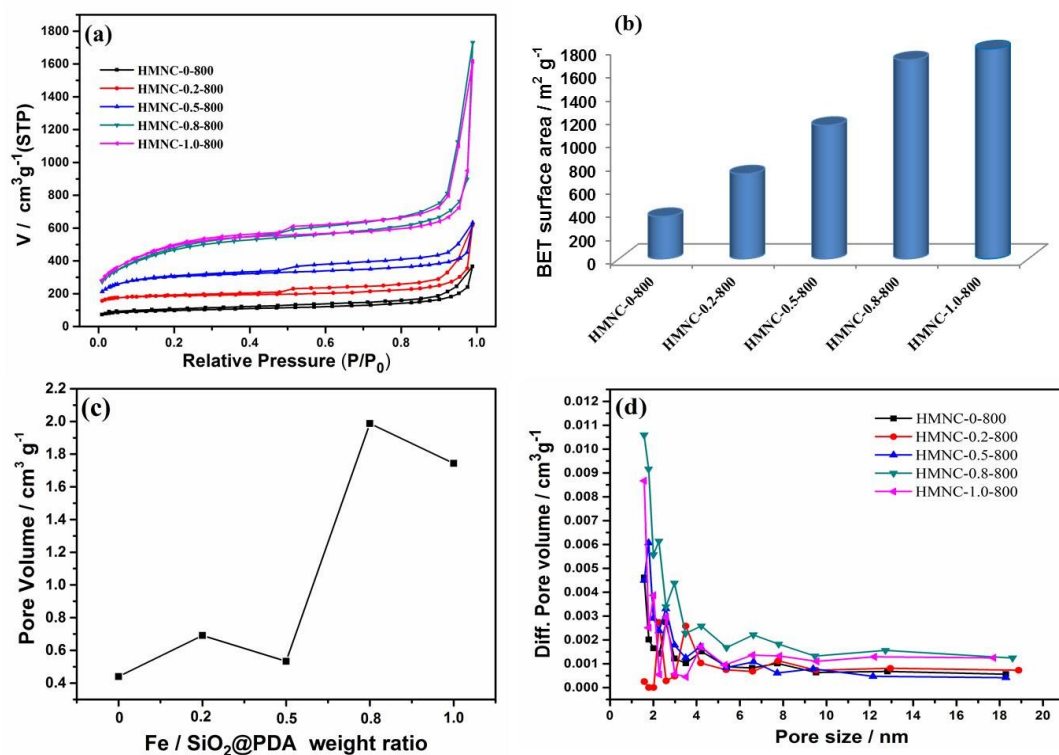 (a)
1800
1600
1400
1200
1000
800
600
400
200
0
V / cm³g⁻¹(STP)
HMNC-0-800
HMNC-0.2-800
HMNC-0.5-800
HMNC-0.8-800
HMNC-1.0-800
0.0 0.2 0.4 0.6 0.8 1.0
Relative Pressure (P/P₀)
(b)
1800
1600
1400
1200
1000
800
600
400
200
0
BET surface area / m² g⁻¹
HMNC-0-800
HMNC-0.2-800
HMNC-0.5-800
HMNC-0.8-800
HMNC-1.0-800
(c)
2.2
2.0
1.8
1.6
1.4
1.2
1.0
0.8
0.6
0.4
Pore Volume / cm³ g⁻¹
0 0.2 0.5 0.8 1.0
Fe / SiO₂@PDA weight ratio
(d)
0.012
0.0110
0.010
0.009
0.008
0.007
0.006
0.005
0.004
0.003
0.002
0.001
0.000
Diff. Pore volume / cm³g⁻¹
HMNC-0-800
HMNC-0.2-800
HMNC-0.5-800
HMNC-0.8-800
HMNC-1.0-800
0 2 4 6 8 10 12 14 16 18 20
Pore size / nm